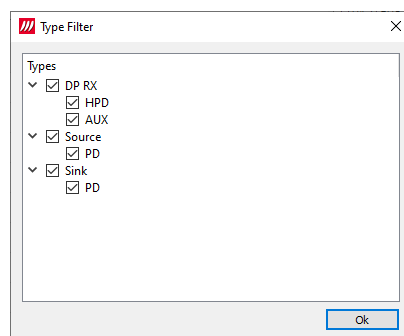 Type Filter
Types
DP RX
HPD
AUX
Source
PD
Sink
PD
Ok